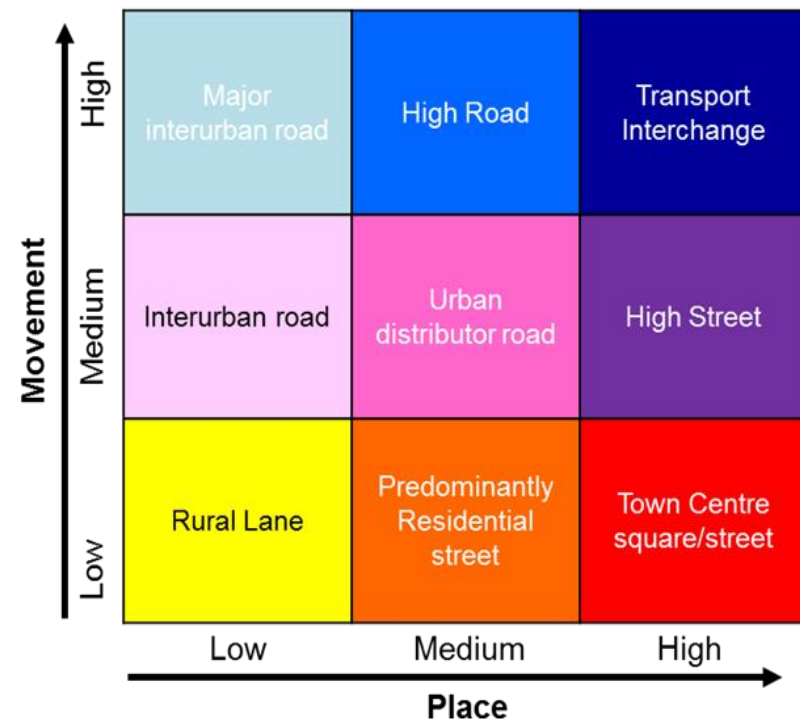 High
Major
interurban road
High Road
Transport
Interchange
Movement
Medium
Interurban road
Urban
distributor road
High Street
Low
Rural Lane
Predominantly
Residential
street
Town Centre
square/street
Low
Medium
High
Place